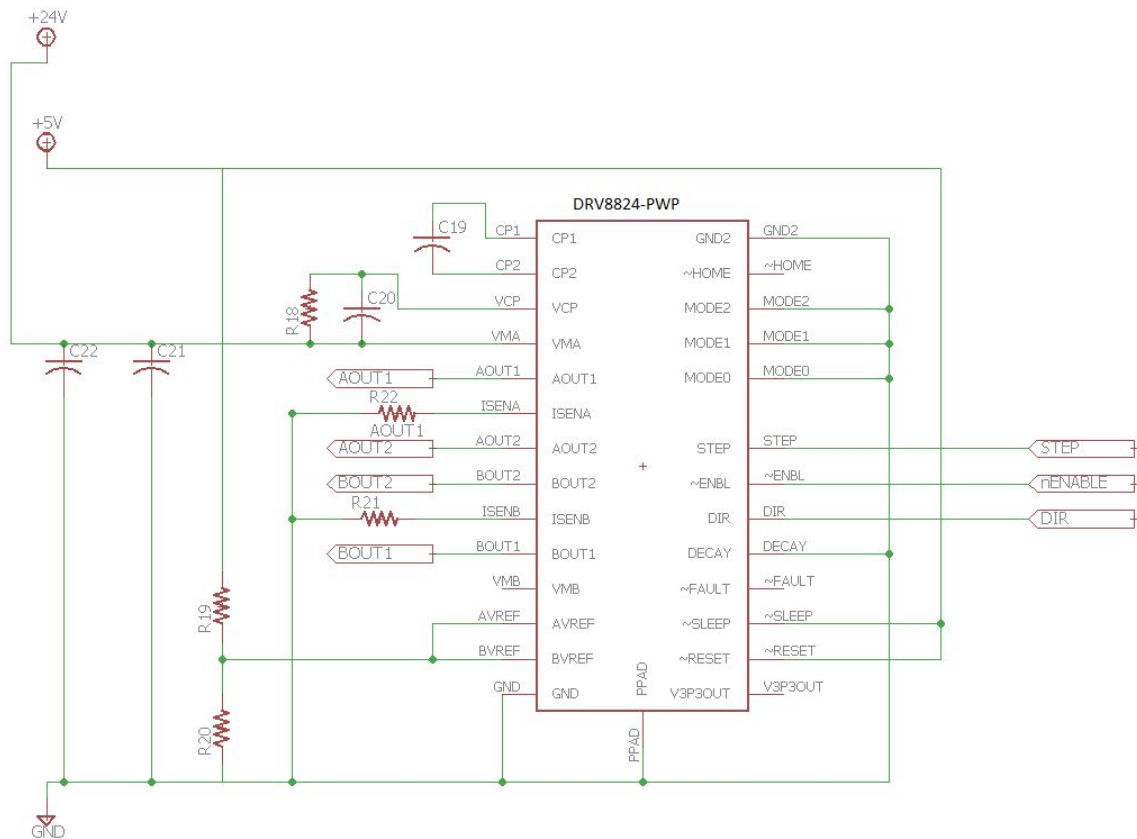 +24V
+5V
DRV8824-PWP
C19
CP1
CP1
GND2
GND2
CP2
CP2
~HOME
~HOME
R18
C20
VCP
VCP
MODE2
MODE2
C22
C21
VMA
VMA
MODE1
MODE1
AOUT1
AOUT1
AOUT1
MODE0
MODE0
R22
AOUT1
ISENA
ISENA
AOUT2
AOUT2
AOUT2
STEP
STEP
STEP
BOUT2
BOUT2
BOUT2
~ENBL
~ENBL
nENABLE
R21
ISENB
ISENB
DIR
DIR
DIR
BOUT1
BOUT1
BOUT1
DECAY
DECAY
VMB
VMB
~FAULT
~FAULT
R19
AVREF
AVREF
~SLEEP
~SLEEP
BVREF
BVREF
~RESET
~RESET
R20
GND
GND
PPAD
PPAD
V3P3OUT
V3P3OUT
GND